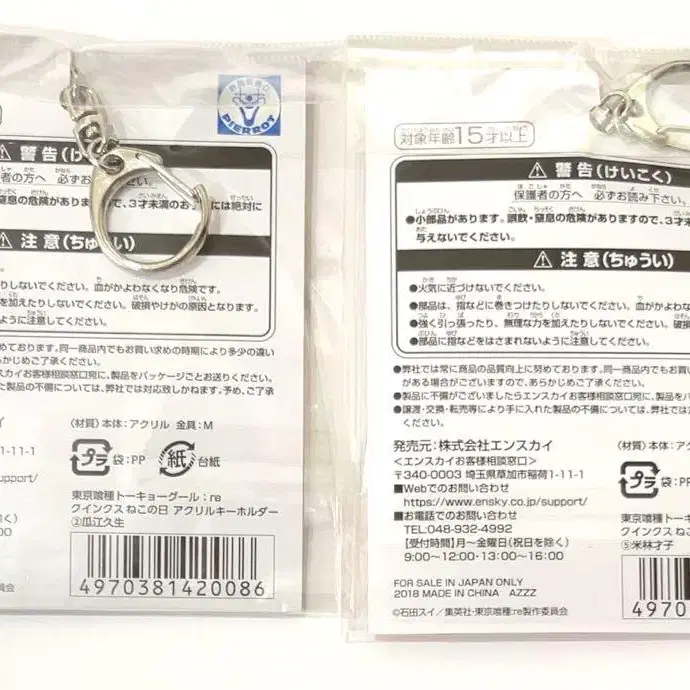 PIERROT
警告(けいこく)
護者の方へ 必ずお読み
窒息の危険がありますので、3才未満のお には絶対に
注意(ちゅうい)
りしないでください。血がかよわなくなり危険です。
を加えたりしないでください。破損やけがの原因となります。
ように注意してください。
めております。同一商品内でもお買い求めの時期により多少の違い
らかじめご了承ください。
スカイお客様相談窓口宛に、製品をパッケージごとお送りください。
た製品の不備については、弊社では対応致しかねます。予め、ご了承
〈材質〉本体:アクリル 金具:M
プラ 袋:PP 紙 台紙
-11-1
support/
東京喰種トーキョーグール:re
クインクス ねこの日 アクリルキーホルダー
②瓜江久生
4970381420086
員会
対象年齢15才以上
警告(けいこく)
保護者の方へ 必ずお読み下さい。
●小部品があります。誤飲・窒息の危険がありますので、3才未満
与えないでください。
注意(ちゅうい)
●火気に近づけないでください。
●部品は、指などに巻きつけたりしないでください。血がかよわな
●強く引っ張ったり、無理な力を加えたりしないでください。破損
●部品に指などをはさまれないように注意してください。
●弊社では常に商品の品質向上に努めております。同一商品内でもお買
がある場合がございますので、あらかじめご了承ください。
●製品に不備がございましたらエンスカイお客様相談窓口宛に、製品をパ
●譲渡・交換・転売等により手に入れた製品の不備については、弊社では対
ください。
発売元:株式会社エンスカイ
<エンスカイお客様相談窓口>
〒340-0003 埼玉県草加市稲荷1-11-1
■Webでのお問い合わせ
https://www.ensky.co.jp/support/
■お電話でのお問い合わせ
TEL:048-932-4992
【受付時間】月〜金曜日(祝日を除く)
9:00〜12:00・13:00〜16:00
FOR SALE IN JAPAN ONLY
2018 MADE IN CHINA AZZZ
©石田スイ/集英社・東京喰種:re製作委員会
〈材質〉本体:
プラ 袋:PP
東京喰種トー
クインクス ねこの
⑤米林才子
4970